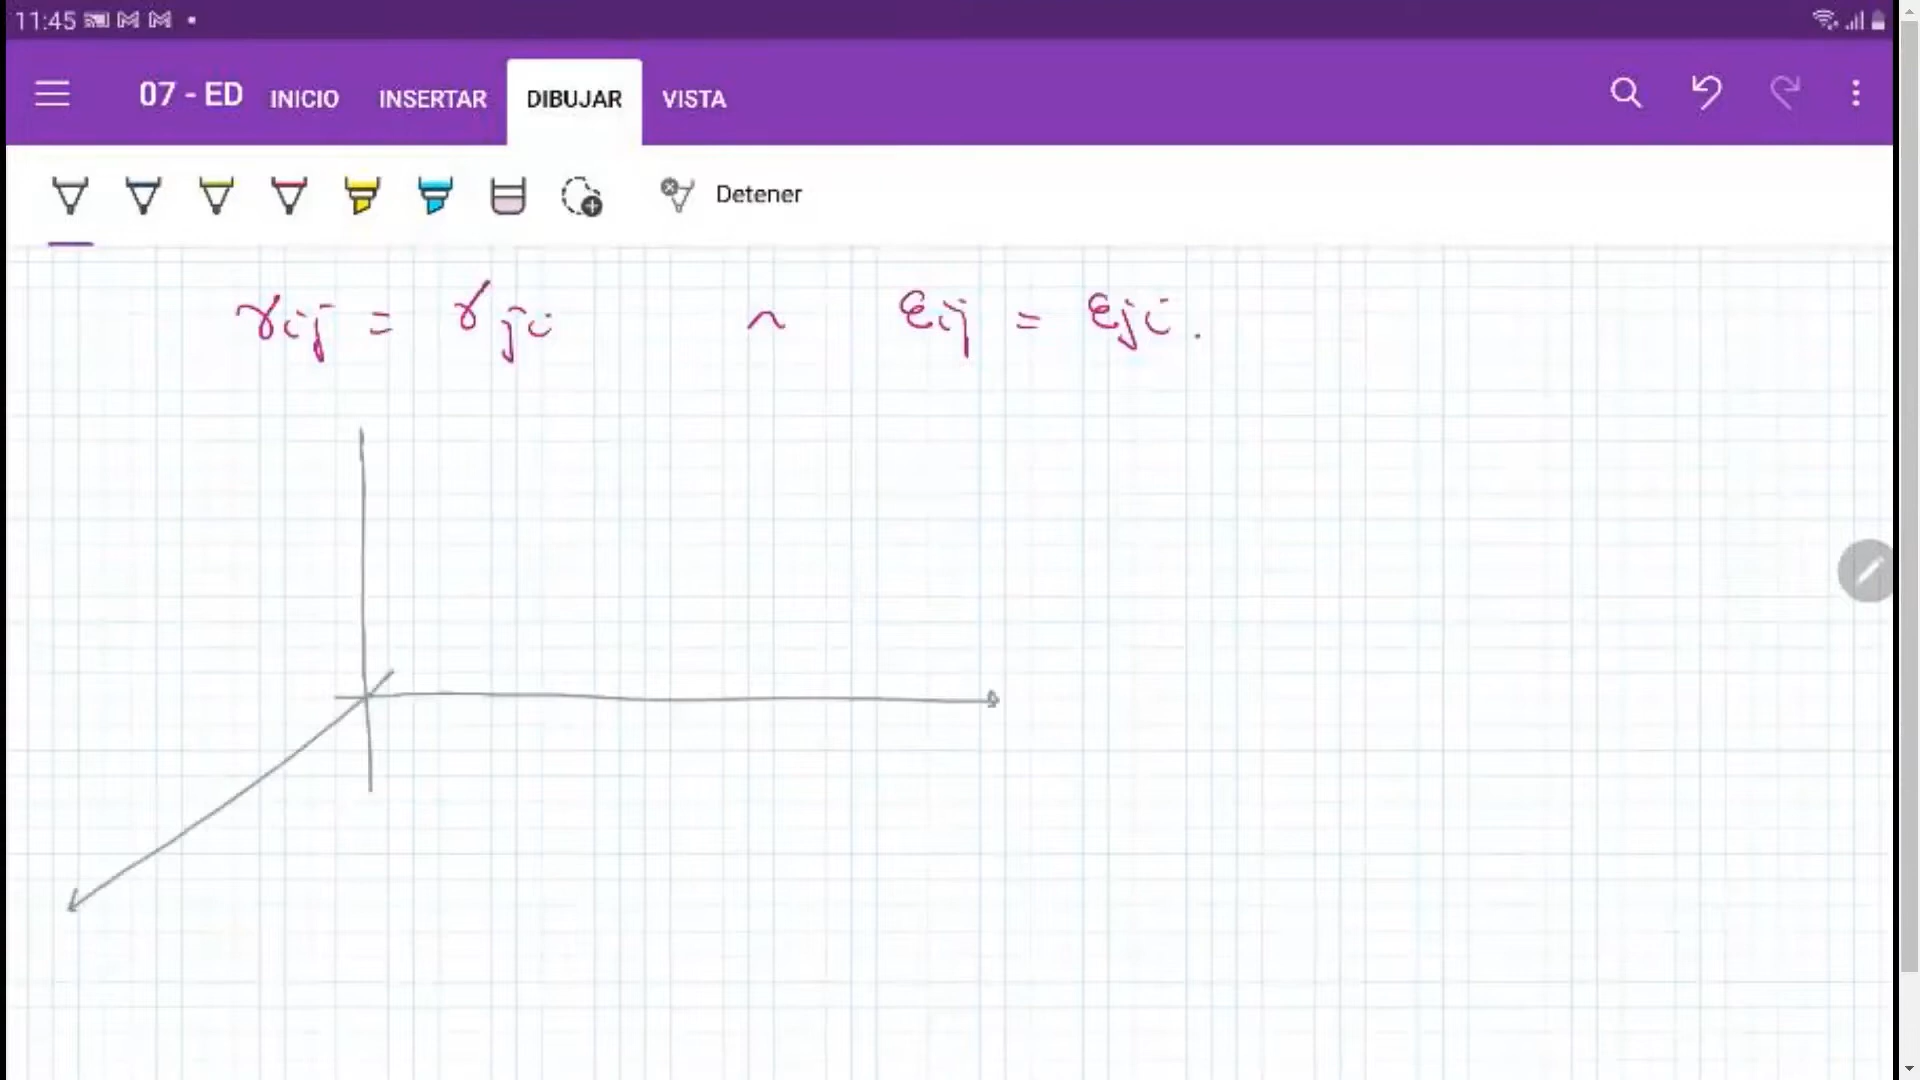 11:45
07 - ED INICIO INSERTAR DIBUJAR VISTA
Detener
γij = γji ^ εij = εji.